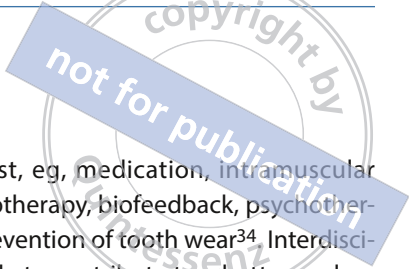 copyright by
not for publication
Quintessenz
st, eg, medication, intramuscular
otherapy, biofeedback, psychother-
evention of tooth wear34. Interdisci-